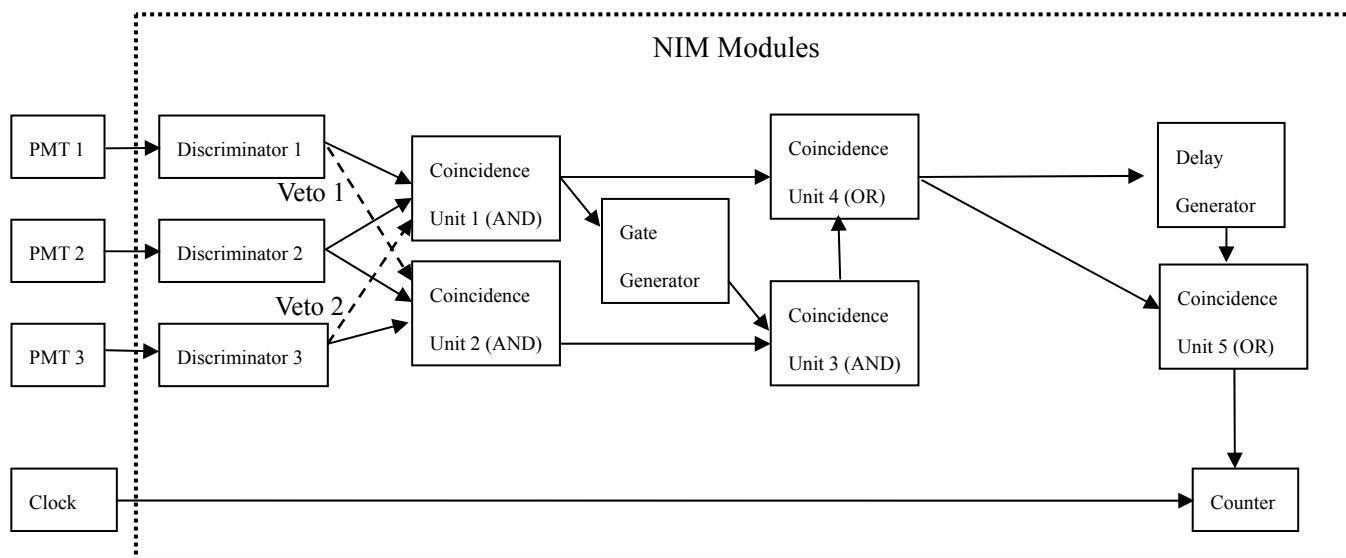 NIM Modules
PMT 1
Discriminator 1
Veto 1
Coincidence
Unit 1 (AND)
Coincidence
Unit 4 (OR)
Delay
Generator
PMT 2
Discriminator 2
Gate
Generator
Veto 2
Coincidence
Unit 2 (AND)
Coincidence
Unit 3 (AND)
Coincidence
Unit 5 (OR)
PMT 3
Discriminator 3
Clock
Counter